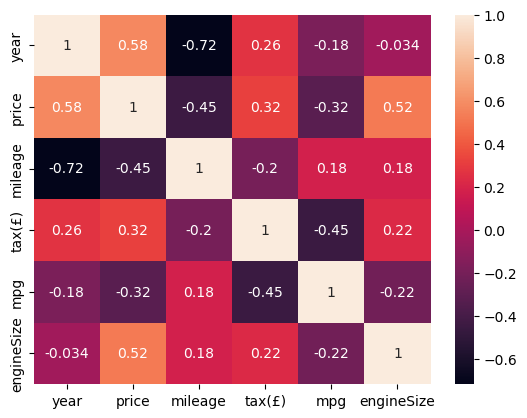 year 1 0.58 -0.72 0.26 -0.18 -0.034
price 0.58 1 -0.45 0.32 -0.32 0.52
mileage -0.72 -0.45 1 -0.2 0.18 0.18
tax(£) 0.26 0.32 -0.2 1 -0.45 0.22
mpg -0.18 -0.32 0.18 -0.45 1 -0.22
engineSize -0.034 0.52 0.18 0.22 -0.22 1
year price mileage tax(£) mpg engineSize
1.0
0.8
0.6
0.4
0.2
0.0
−0.2
−0.4
−0.6